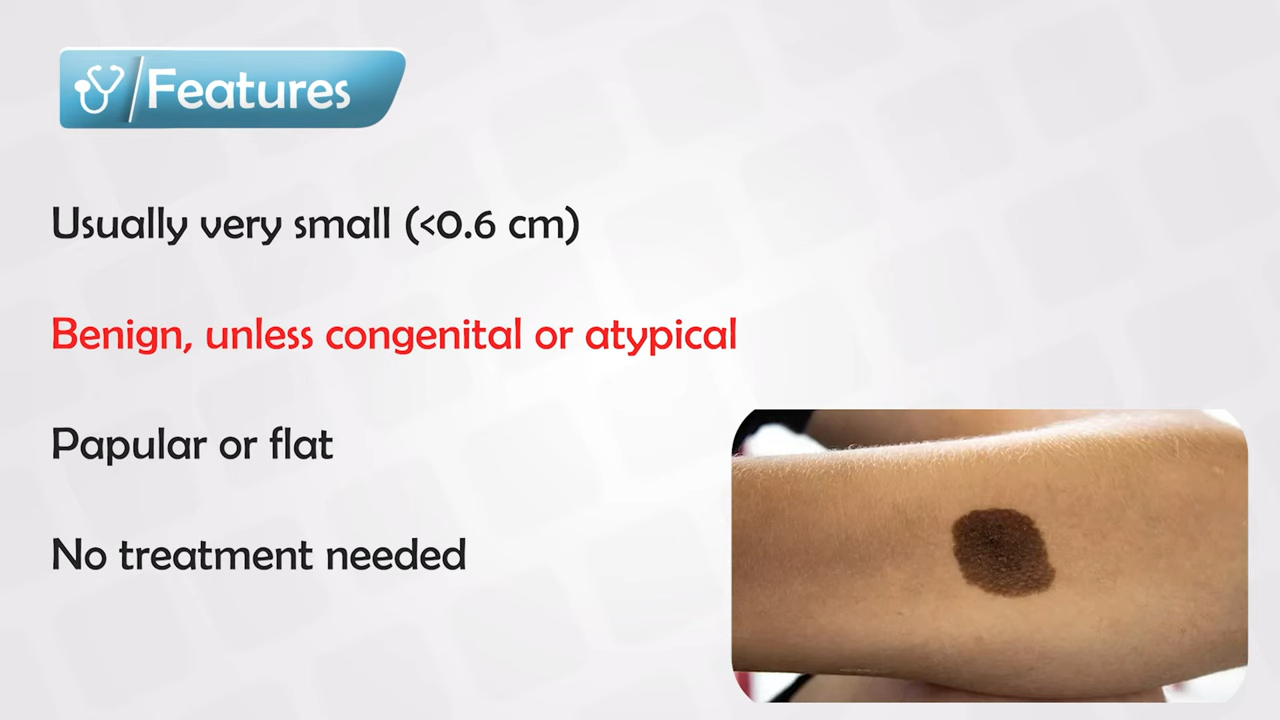 Features
Usually very small (<0.6 cm)
Benign, unless congenital or atypical
Papular or flat
No treatment needed